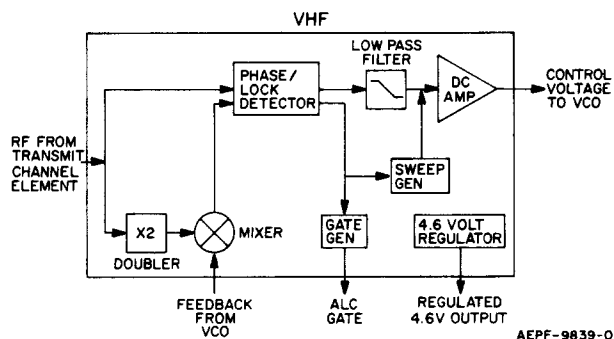 VHF
LOW PASS
FILTER
PHASE/
LOCK
DETECTOR
DC
AMP
CONTROL
VOLTAGE
TO VCO
RF FROM
TRANSMIT
CHANNEL
ELEMENT
SWEEP
GEN
X2
DOUBLER
MIXER
GATE
GEN
4.6 VOLT
REGULATOR
FEEDBACK
FROM
VCO
ALC
GATE
REGULATED
4.6V OUTPUT
AEPF-9839-O